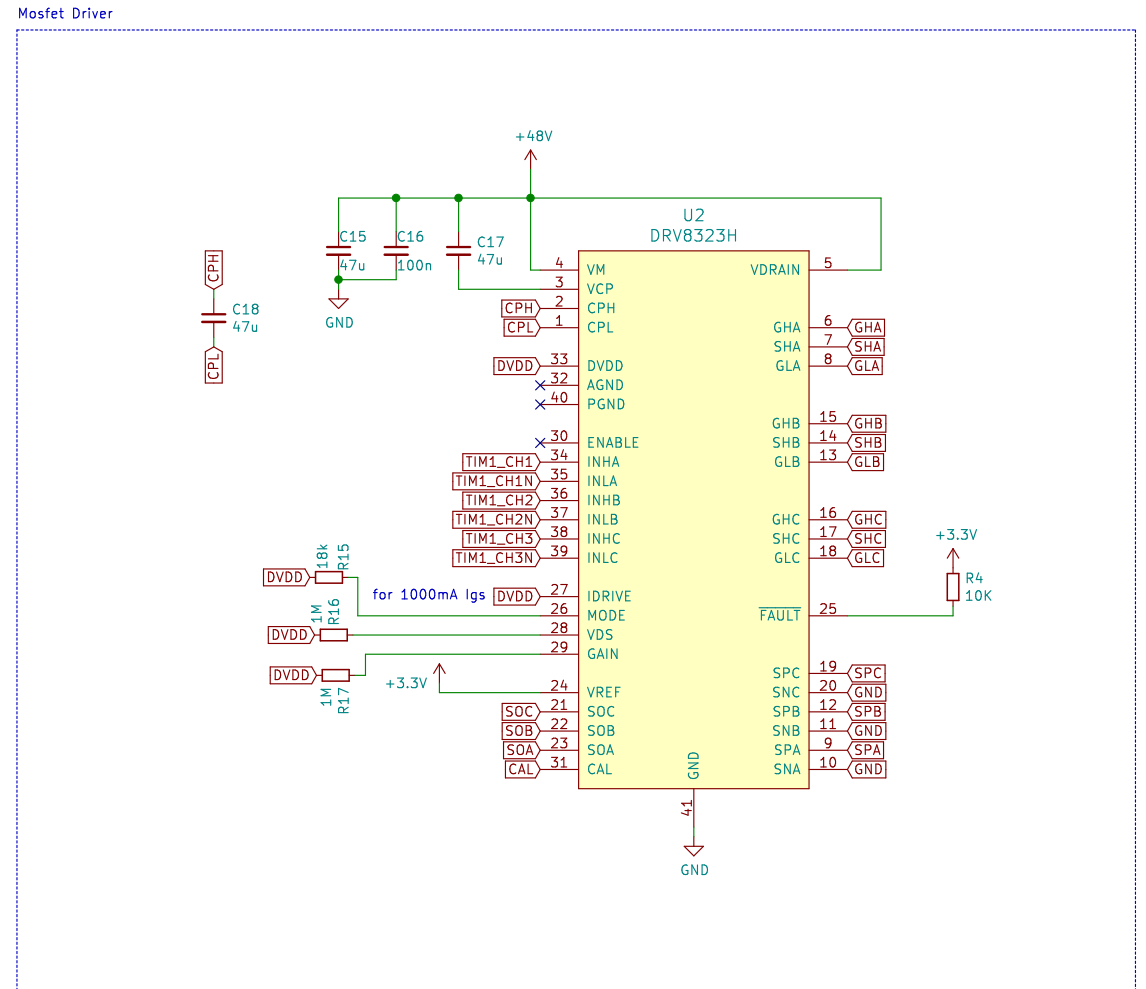 Mosfet Driver
+48V
U2
DRV8323H
C15
47u
C16
100n
C17
47u
CPH
C18
47u
CPL
GND
4 VM
3 VCP
CPH 2 CPH
CPL 1 CPL
DVDD 33 DVDD
32 AGND
40 PGND
30 ENABLE
TIM1_CH1 34 INHA
TIM1_CH1N 35 INLA
TIM1_CH2 36 INHB
TIM1_CH2N 37 INLB
TIM1_CH3 38 INHC
TIM1_CH3N 39 INLC
for 1000mA Igs DVDD 27 IDRIVE
DVDD 18k R15 26 MODE
DVDD 1M R16 28 VDS
DVDD 1M R17 29 GAIN
+3.3V 24 VREF
SOC 21 SOC
SOB 22 SOB
SOA 23 SOA
CAL 31 CAL
VDRAIN 5
GHA 6 GHA
SHA 7 SHA
GLA 8 GLA
GHB 15 GHB
SHB 14 SHB
GLB 13 GLB
GHC 16 GHC
SHC 17 SHC
GLC 18 GLC
+3.3V
R4
10K
FAULT 25
SPC 19 SPC
SNC 20 GND
SPB 12 SPB
SNB 11 GND
SPA 9 SPA
SNA 10 GND
GND
41
GND